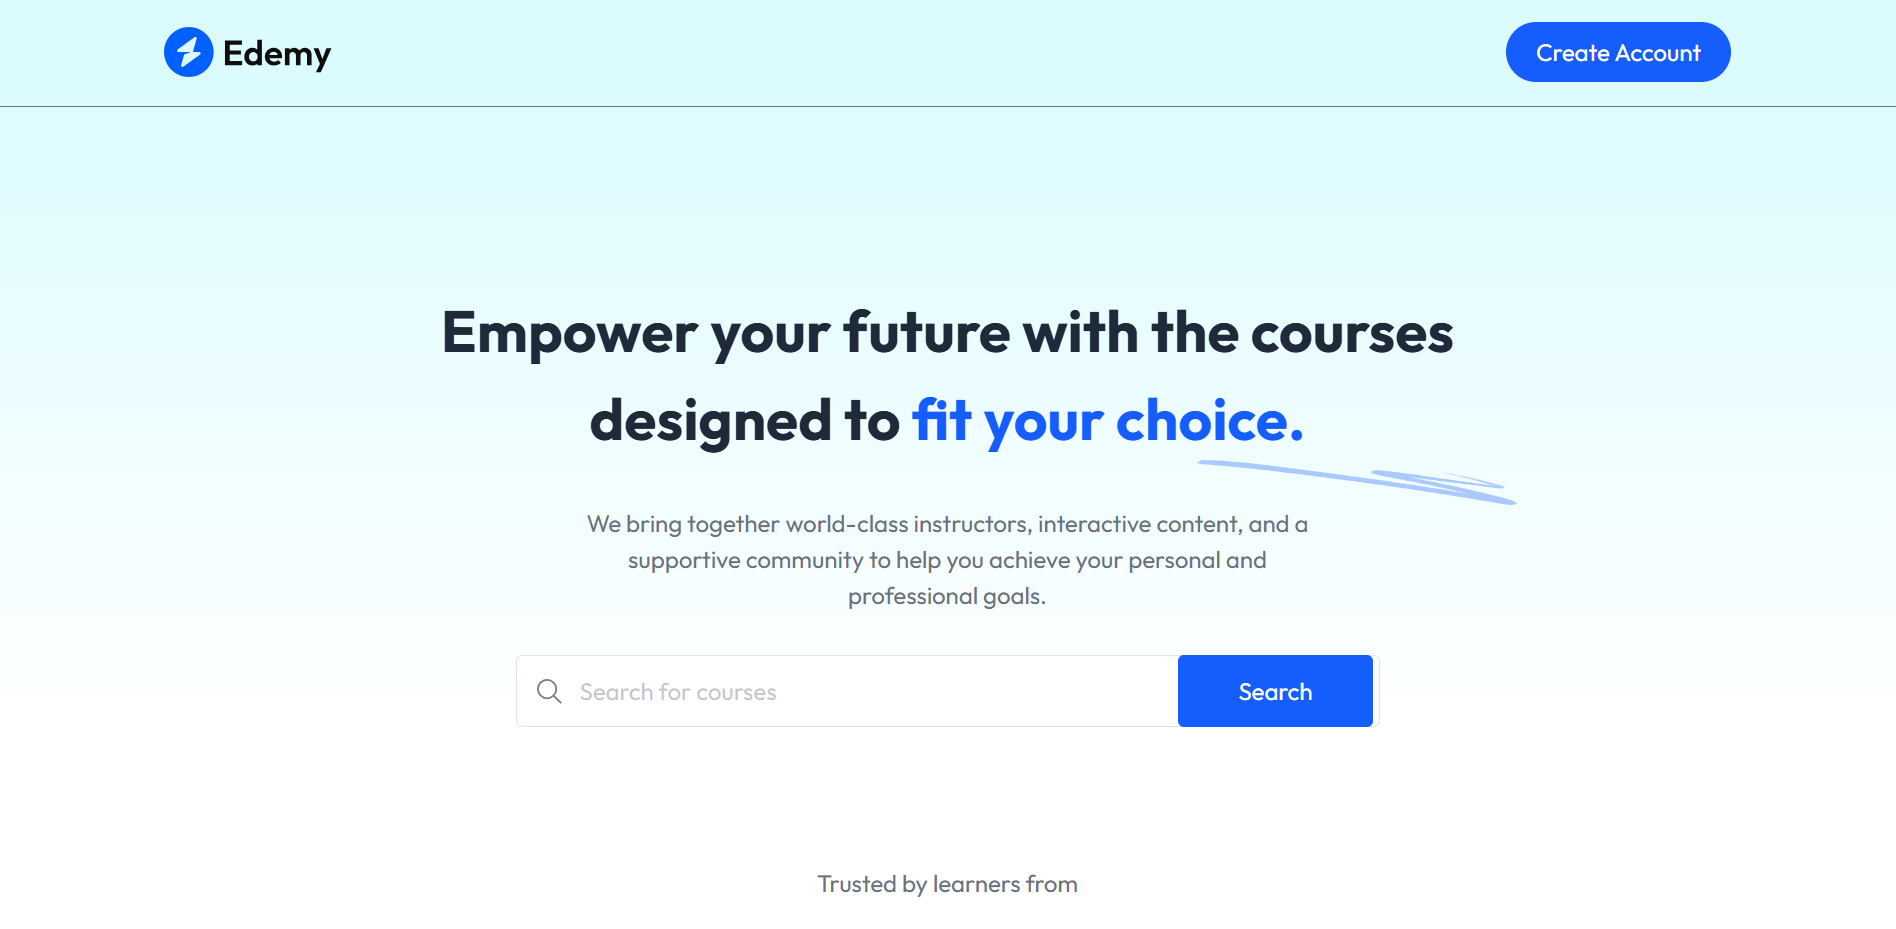 Edemy
Create Account
Empower your future with the courses
designed to fit your choice.
We bring together world-class instructors, interactive content, and a
supportive community to help you achieve your personal and
professional goals.
Search for courses
Search
Trusted by learners from